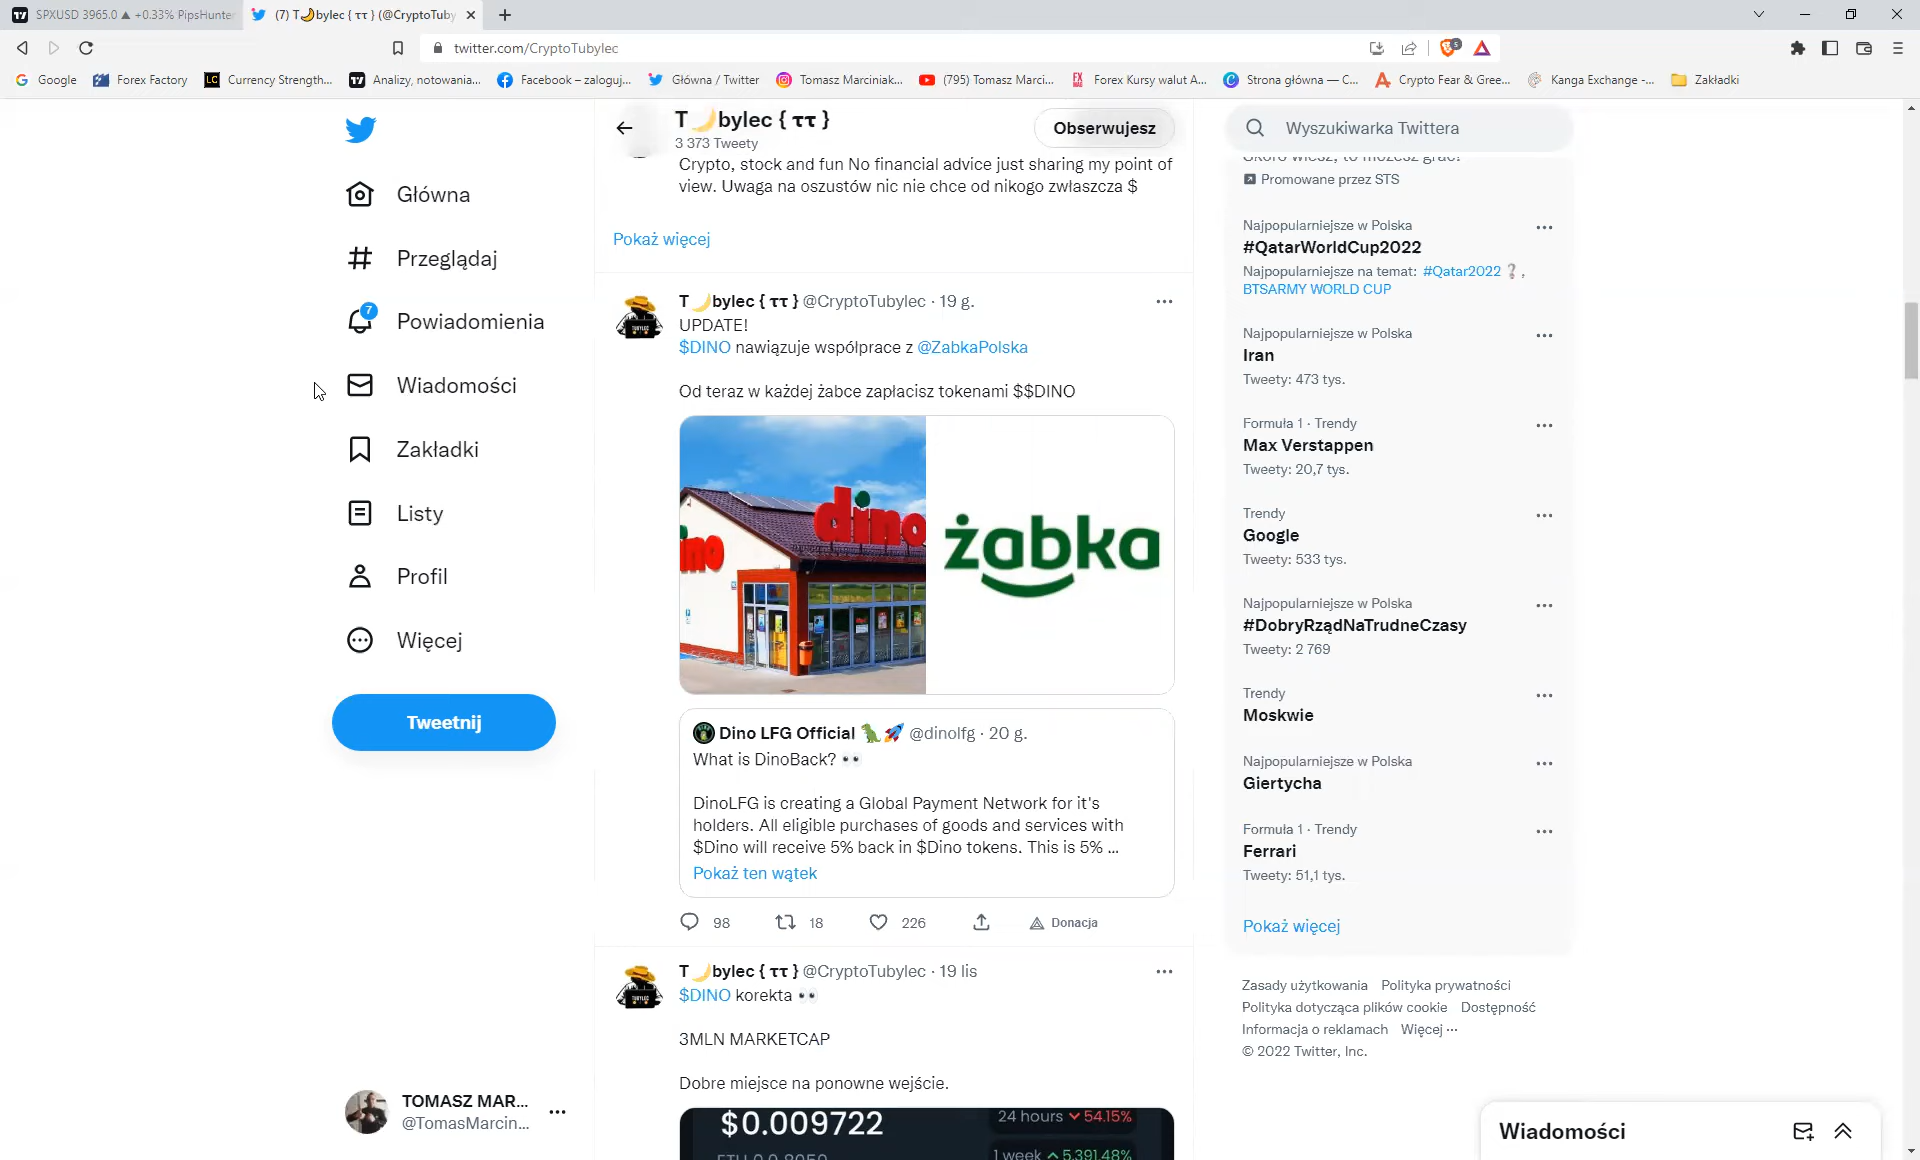 SPXUSD 3965.0 ▲ +0.33% PipsHunter
(7) T🌙bylec { ττ } (@CryptoTuby
twitter.com/CryptoTubylec
Google
Forex Factory
Currency Strength...
Analizy, notowania...
Facebook – zaloguj...
Główna / Twitter
Tomasz Marciniak...
(795) Tomasz Marci...
Forex Kursy walut A...
Strona główna — C...
Crypto Fear & Gree...
Kanga Exchange -...
Zakładki
Główna
Przeglądaj
7
Powiadomienia
Wiadomości
Zakładki
Listy
Profil
Więcej
Tweetnij
TOMASZ MAR...
@TomasMarcin...
T🌙bylec { ττ }
3 373 Tweety
Obserwujesz
Crypto, stock and fun No financial advice just sharing my point of
view. Uwaga na oszustów nic nie chce od nikogo zwłaszcza $
Pokaż więcej
T🌙bylec { ττ } @CryptoTubylec · 19 g.
UPDATE!
$DINO nawiązuje współprace z @ZabkaPolska
Od teraz w każdej żabce zapłacisz tokenami $$DINO
dino
ino
żabka
Dino LFG Official 🦖🚀 @dinolfg · 20 g.
What is DinoBack? 👀
DinoLFG is creating a Global Payment Network for it's
holders. All eligible purchases of goods and services with
$Dino will receive 5% back in $Dino tokens. This is 5% ...
Pokaż ten wątek
98
18
226
Donacja
T🌙bylec { ττ } @CryptoTubylec · 19 lis
$DINO korekta 👀
3MLN MARKETCAP
Dobre miejsce na ponowne wejście.
$0.009722
24 hours 54.15%
1 week 5,391.48%
Wyszukiwarka Twittera
Skoro wiesz, to możesz grać!
Promowane przez STS
Najpopularniejsze w Polska
#QatarWorldCup2022
Najpopularniejsze na temat: #Qatar2022 ❔,
BTSARMY WORLD CUP
Najpopularniejsze w Polska
Iran
Tweety: 473 tys.
Formuła 1 · Trendy
Max Verstappen
Tweety: 20,7 tys.
Trendy
Google
Tweety: 533 tys.
Najpopularniejsze w Polska
#DobryRządNaTrudneCzasy
Tweety: 2 769
Trendy
Moskwie
Najpopularniejsze w Polska
Giertycha
Formuła 1 · Trendy
Ferrari
Tweety: 51,1 tys.
Pokaż więcej
Zasady użytkowania Polityka prywatności
Polityka dotycząca plików cookie Dostępność
Informacja o reklamach Więcej ···
© 2022 Twitter, Inc.
Wiadomości